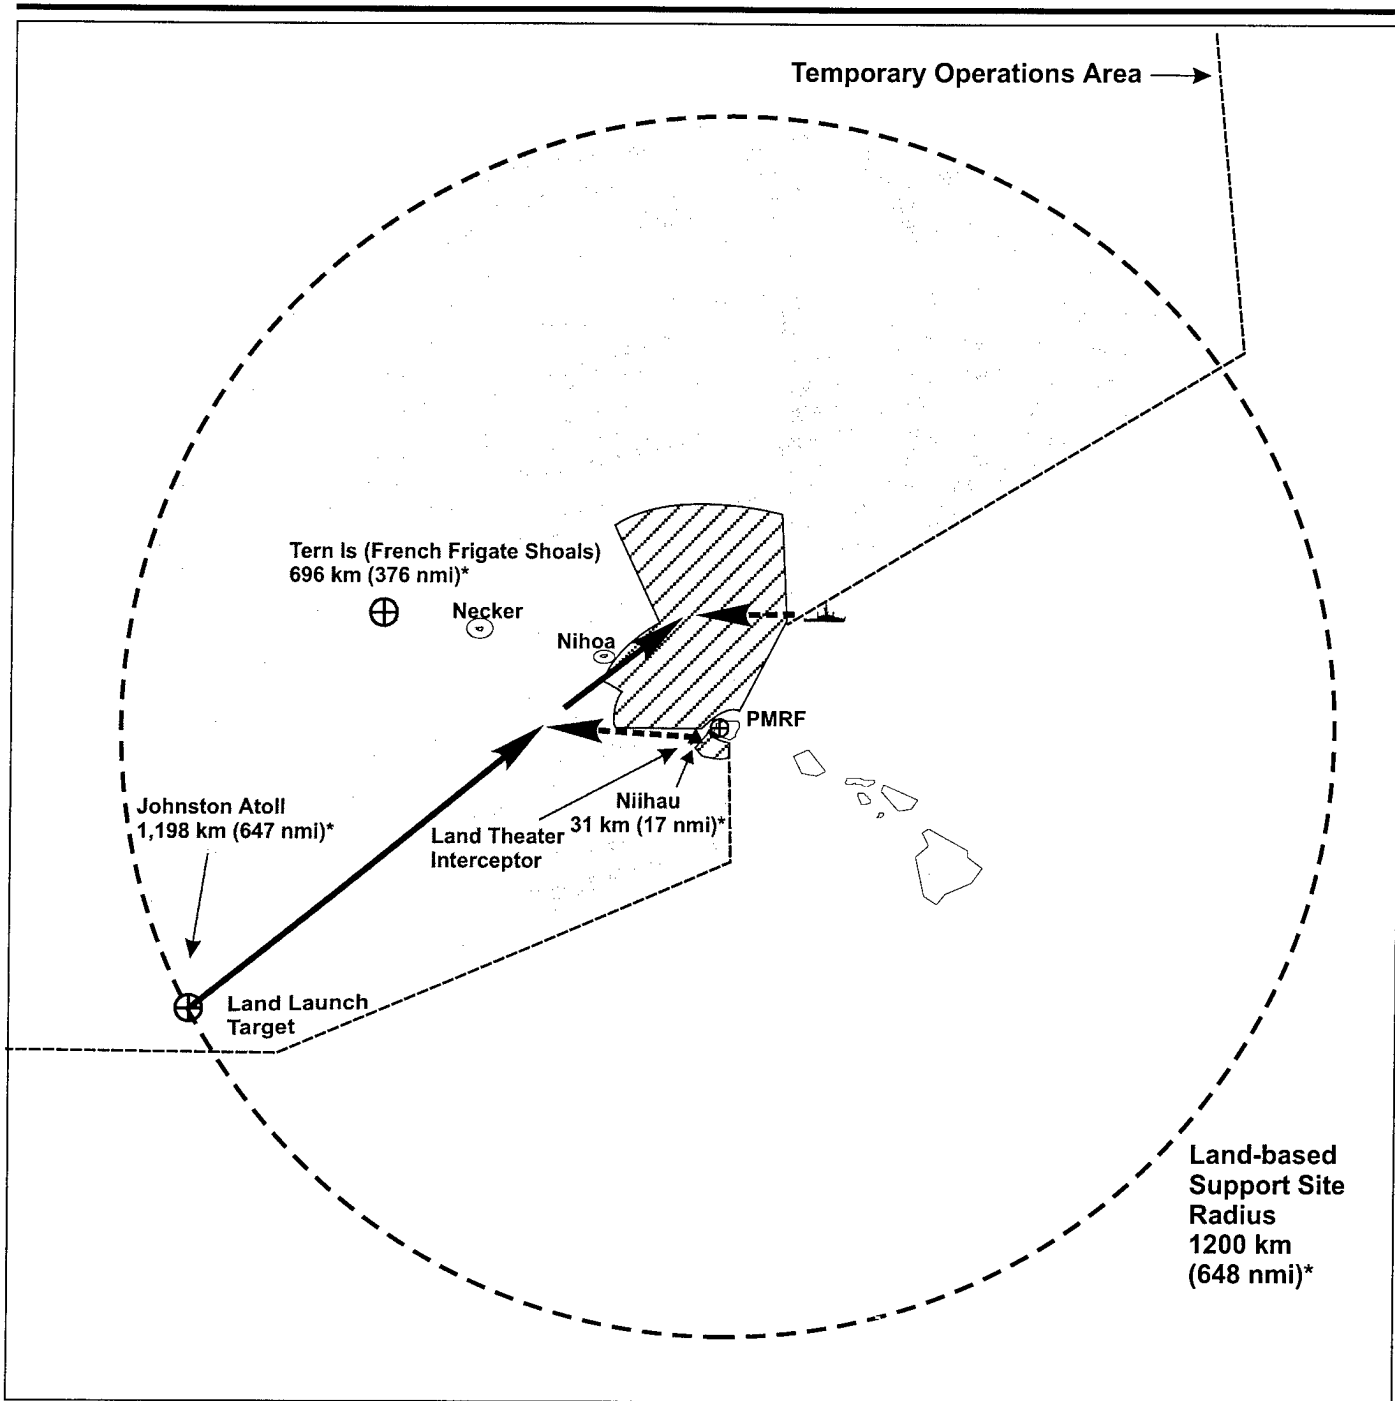 Temporary Operations Area
Tern Is (French Frigate Shoals)
696 km (376 nmi)*
Necker
Nihoa
PMRF
Johnston Atoll
1,198 km (647 nmi)*
Niihau
31 km (17 nmi)*
Land Theater
Interceptor
Land Launch
Target
Land-based
Support Site
Radius
1200 km
(648 nmi)*